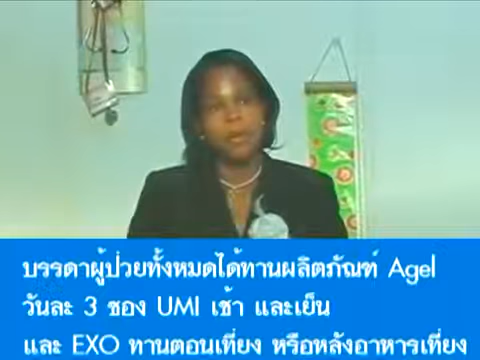 บรรดาผู้ป่วยทั้งหมดได้ทานผลิตภัณฑ์ Agel
วันละ 3 ซอง UMI เช้า และเย็น
และ EXO ทานตอนเที่ยง หรือหลังอาหารเที่ยง